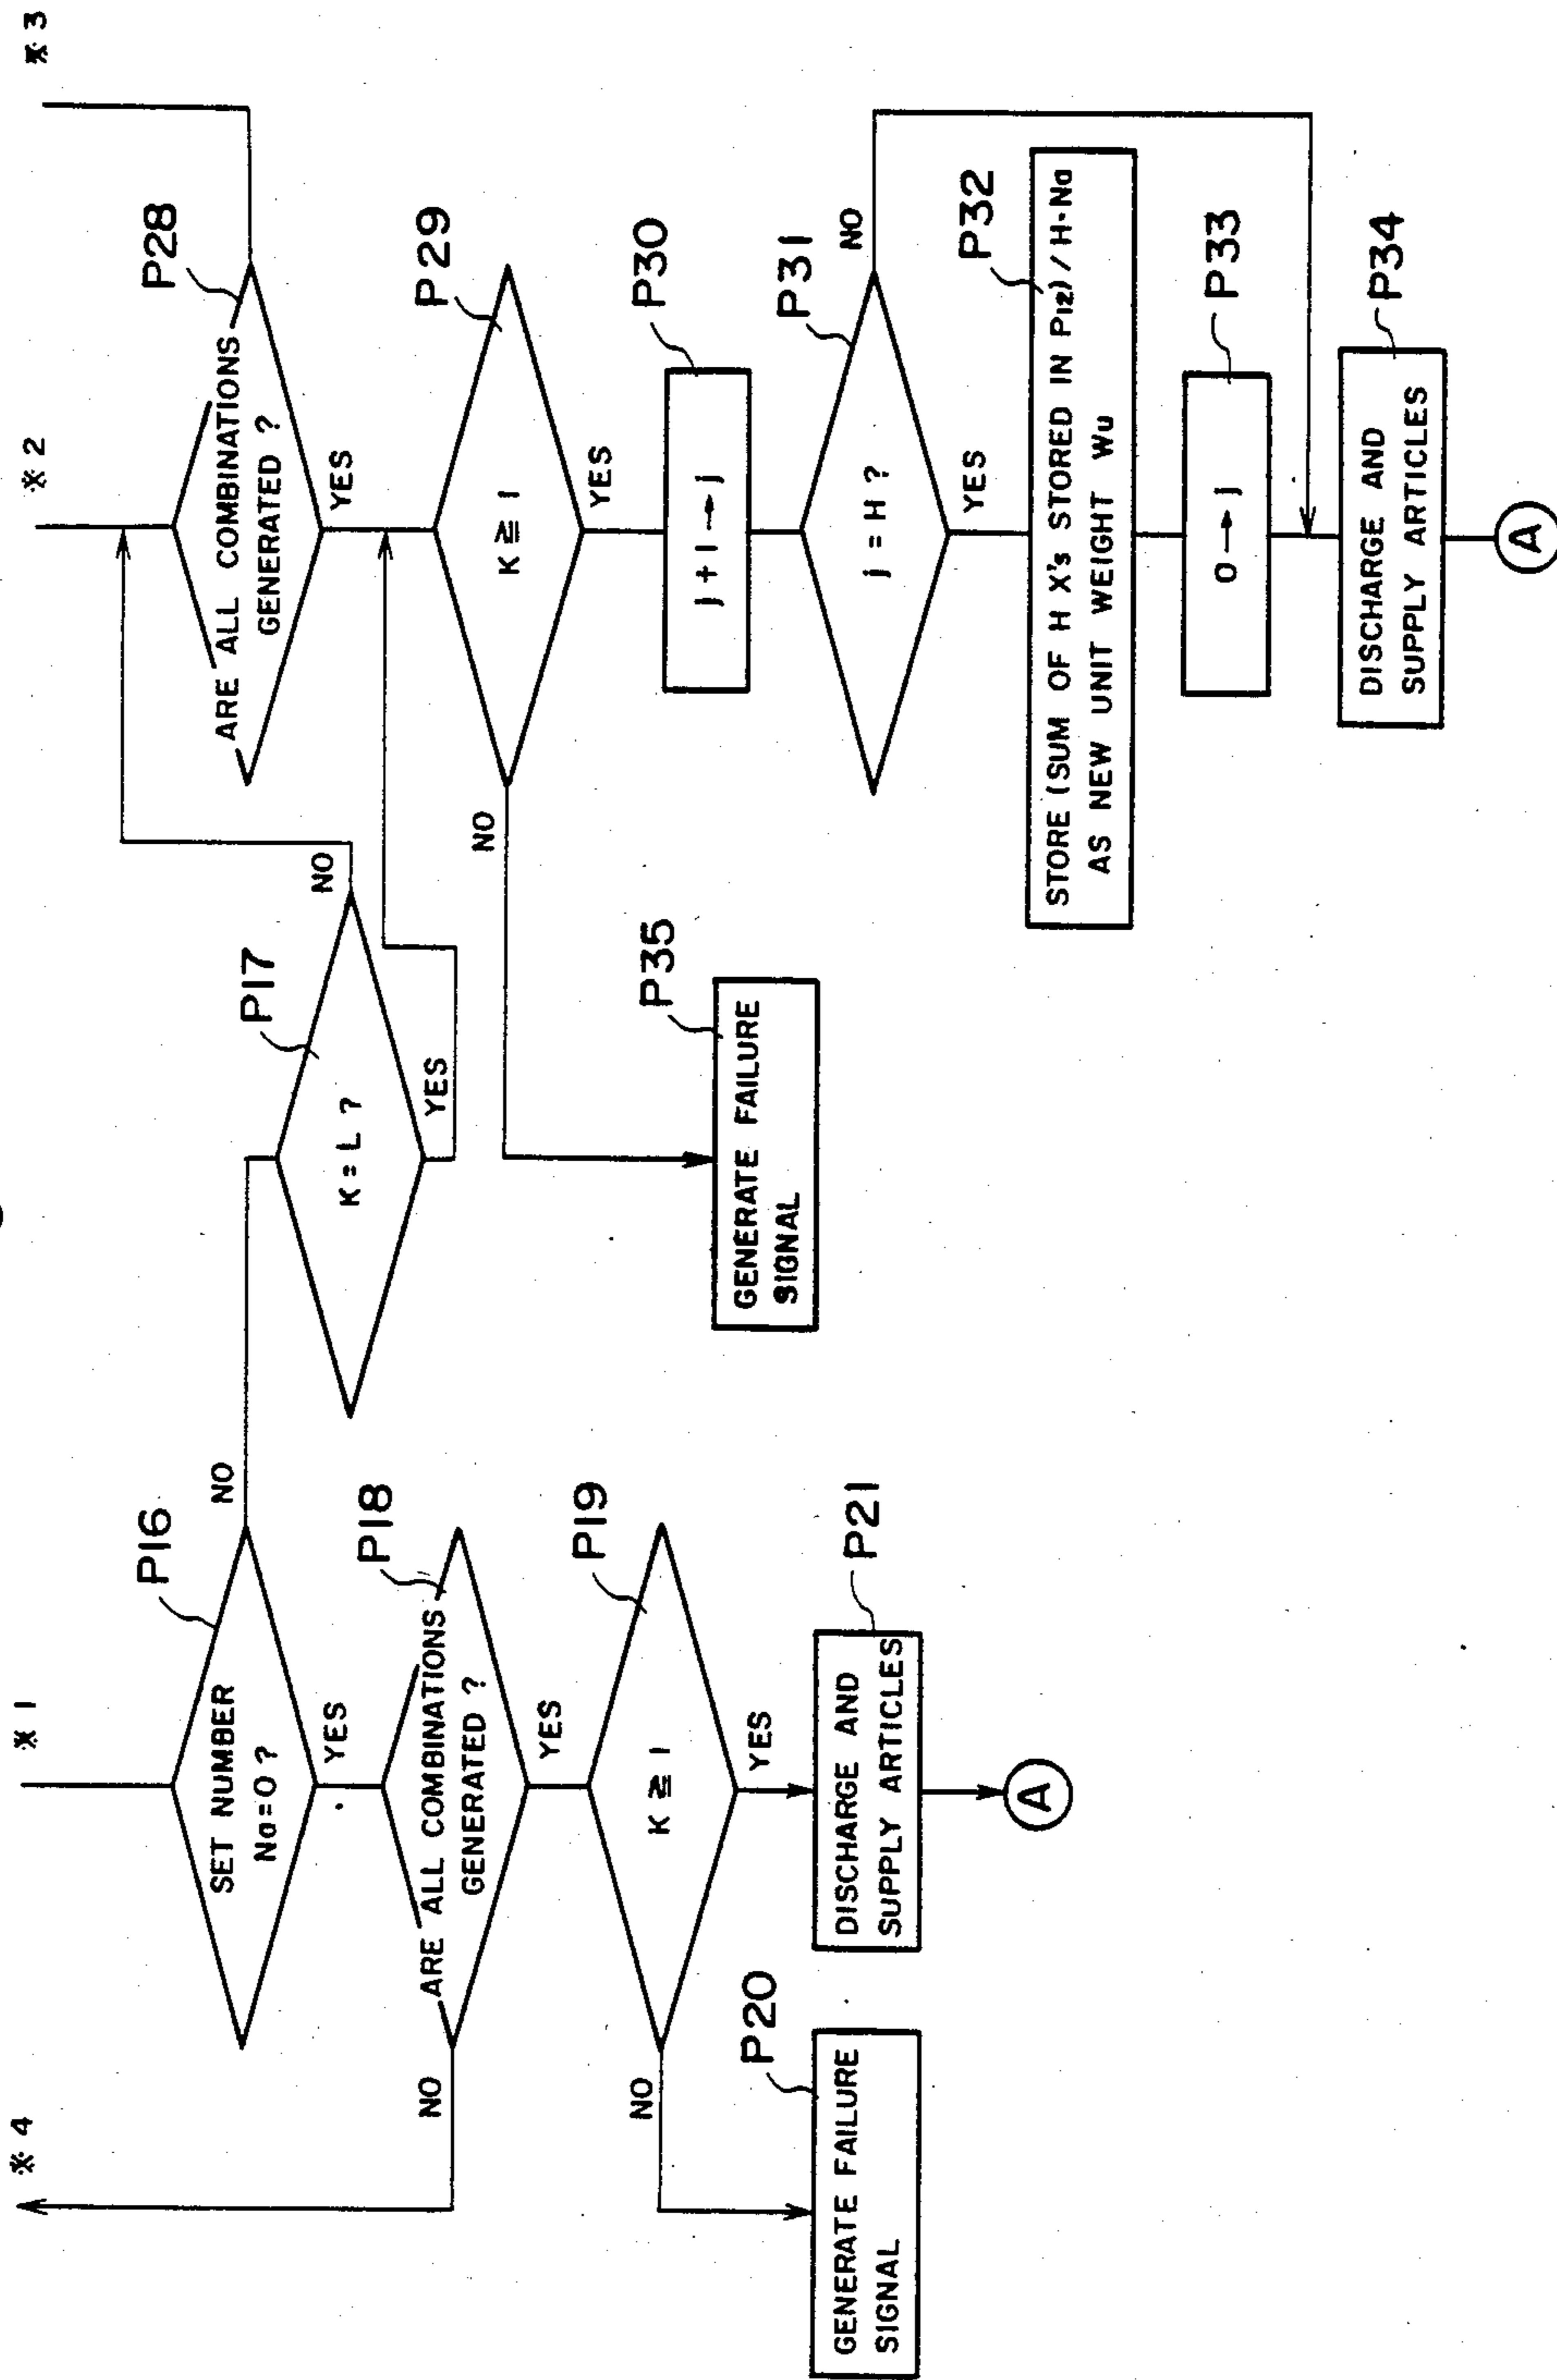 ※4
※1
※2
※3
P16
SET NUMBER
Na=0 ?
NO
YES
P18
ARE ALL COMBINATIONS
GENERATED ?
NO
YES
P19
K ≧ 1
NO
YES
P20
GENERATE FAILURE
SIGNAL
P21
DISCHARGE AND
SUPPLY ARTICLES
A
P17
K = L ?
NO
YES
P28
ARE ALL COMBINATIONS
GENERATED ?
YES
P29
K ≧ 1
NO
YES
P35
GENERATE FAILURE
SIGNAL
P30
j + 1 → j
P31
j = H ?
NO
YES
P32
STORE (SUM OF H X's STORED IN P12) / H·Na
AS NEW UNIT WEIGHT Wu
P33
0 → j
P34
DISCHARGE AND
SUPPLY ARTICLES
A